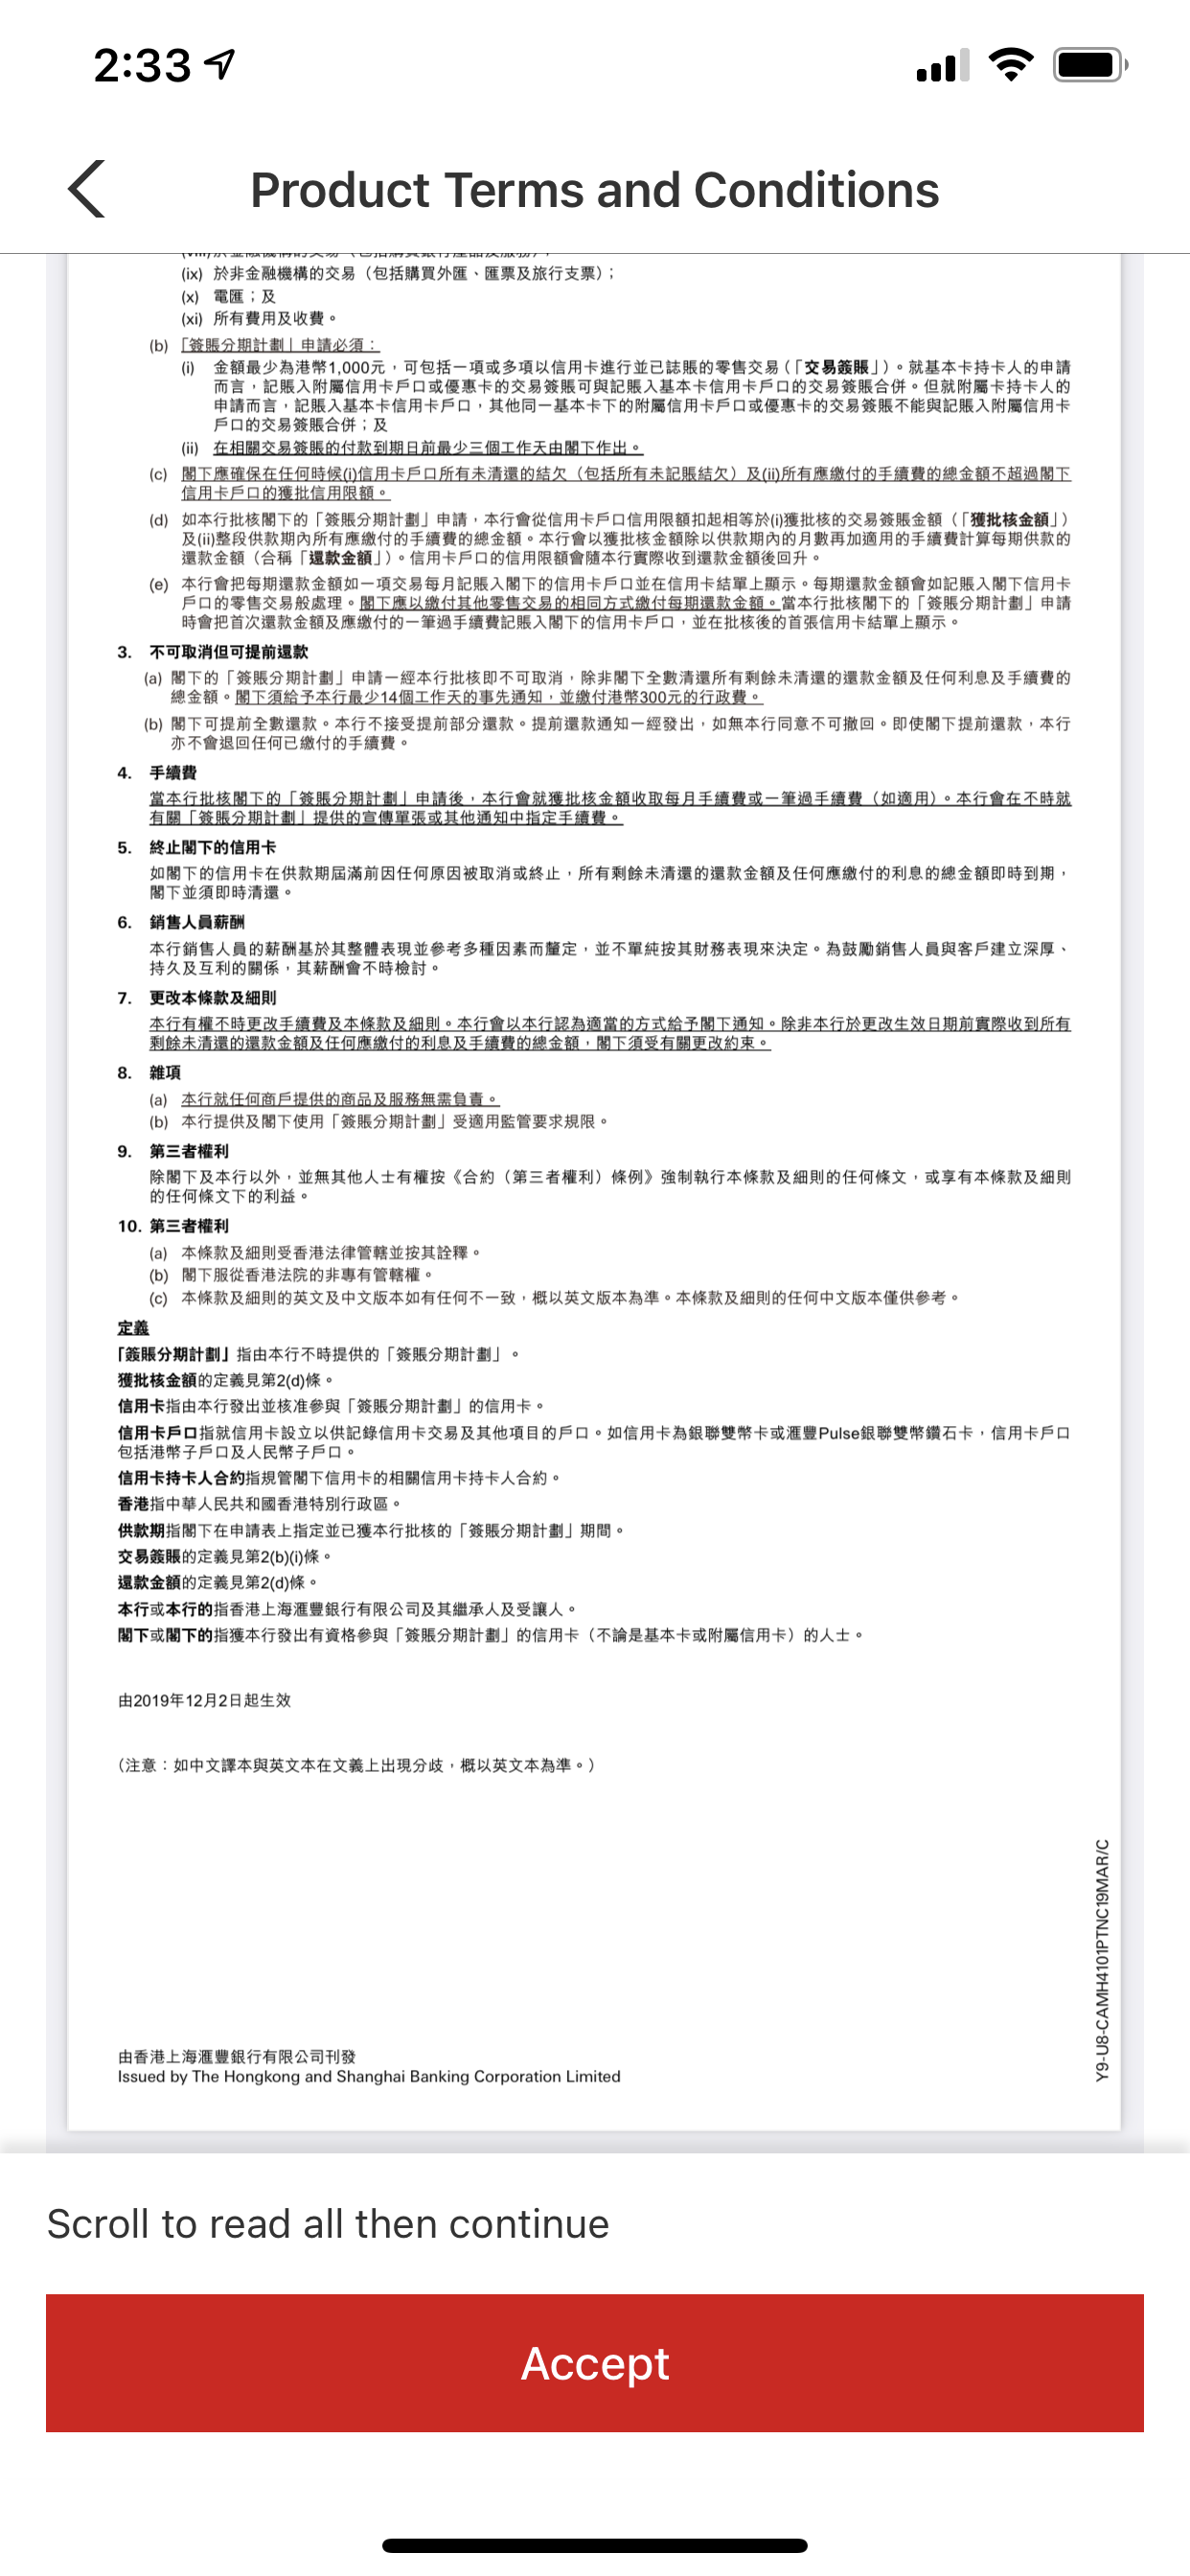 2:33
Product Terms and Conditions
(ix) 於非金融機構的交易（包括購買外匯、匯票及旅行支票）；
(x) 電匯；及
(xi) 所有費用及收費。
(b) 「簽賬分期計劃」申請必須：
(i) 金額最少為港幣1,000元，可包括一項或多項以信用卡進行並已誌賬的零售交易（「交易簽賬」）。就基本卡持卡人的申請
而言，記賬入附屬信用卡戶口或優惠卡的交易簽賬可與記賬入基本卡信用卡戶口的交易簽賬合併。但就附屬卡持卡人的
申請而言，記賬入基本卡信用卡戶口，其他同一基本卡下的附屬信用卡戶口或優惠卡的交易簽賬不能與記賬入附屬信用卡
戶口的交易簽賬合併；及
(ii) 在相關交易簽賬的付款到期日前最少三個工作天由閣下作出。
(c) 閣下應確保在任何時候(i)信用卡戶口所有未清還的結欠（包括所有未記賬結欠）及(ii)所有應繳付的手續費的總金額不超過閣下
信用卡戶口的獲批信用限額。
(d) 如本行批核閣下的「簽賬分期計劃」申請，本行會從信用卡戶口信用限額扣起相等於(i)獲批核的交易簽賬金額（「獲批核金額」）
及(ii)整段供款期內所有應繳付的手續費的總金額。本行會以獲批核金額除以供款期內的月數再加適用的手續費計算每期供款的
還款金額（合稱「還款金額」）。信用卡戶口的信用限額會隨本行實際收到還款金額後回升。
(e) 本行會把每期還款金額如一項交易每月記賬入閣下的信用卡戶口並在信用卡結單上顯示。每期還款金額會如記賬入閣下信用卡
戶口的零售交易般處理。閣下應以繳付其他零售交易的相同方式繳付每期還款金額。當本行批核閣下的「簽賬分期計劃」申請
時會把首次還款金額及應繳付的一筆過手續費記賬入閣下的信用卡戶口，並在批核後的首張信用卡結單上顯示。
3. 不可取消但可提前還款
(a) 閣下的「簽賬分期計劃」申請一經本行批核即不可取消，除非閣下全數清還所有剩餘未清還的還款金額及任何利息及手續費的
總金額。閣下須給予本行最少14個工作天的事先通知，並繳付港幣300元的行政費。
(b) 閣下可提前全數還款。本行不接受提前部分還款。提前還款通知一經發出，如無本行同意不可撤回。即使閣下提前還款，本行
亦不會退回任何已繳付的手續費。
4. 手續費
當本行批核閣下的「簽賬分期計劃」申請後，本行會就獲批核金額收取每月手續費或一筆過手續費（如適用）。本行會在不時就
有關「簽賬分期計劃」提供的宣傳單張或其他通知中指定手續費。
5. 終止閣下的信用卡
如閣下的信用卡在供款期屆滿前因任何原因被取消或終止，所有剩餘未清還的還款金額及任何應繳付的利息的總金額即時到期，
閣下並須即時清還。
6. 銷售人員薪酬
本行銷售人員的薪酬基於其整體表現並參考多種因素而釐定，並不單純按其財務表現來決定。為鼓勵銷售人員與客戶建立深厚、
持久及互利的關係，其薪酬會不時檢討。
7. 更改本條款及細則
本行有權不時更改手續費及本條款及細則。本行會以本行認為適當的方式給予閣下通知。除非本行於更改生效日期前實際收到所有
剩餘未清還的還款金額及任何應繳付的利息及手續費的總金額，閣下須受有關更改約束。
8. 雜項
(a) 本行就任何商戶提供的商品及服務無需負責。
(b) 本行提供及閣下使用「簽賬分期計劃」受適用監管要求規限。
9. 第三者權利
除閣下及本行以外，並無其他人士有權按《合約（第三者權利）條例》強制執行本條款及細則的任何條文，或享有本條款及細則
的任何條文下的利益。
10. 第三者權利
(a) 本條款及細則受香港法律管轄並按其詮釋。
(b) 閣下服從香港法院的非專有管轄權。
(c) 本條款及細則的英文及中文版本如有任何不一致，概以英文版本為準。本條款及細則的任何中文版本僅供參考。
定義
「簽賬分期計劃」指由本行不時提供的「簽賬分期計劃」。
獲批核金額的定義見第2(d)條。
信用卡指由本行發出並核准參與「簽賬分期計劃」的信用卡。
信用卡戶口指就信用卡設立以供記錄信用卡交易及其他項目的戶口。如信用卡為銀聯雙幣卡或滙豐Pulse銀聯雙幣鑽石卡，信用卡戶口
包括港幣子戶口及人民幣子戶口。
信用卡持卡人合約指規管閣下信用卡的相關信用卡持卡人合約。
香港指中華人民共和國香港特別行政區。
供款期指閣下在申請表上指定並已獲本行批核的「簽賬分期計劃」期間。
交易簽賬的定義見第2(b)(i)條。
還款金額的定義見第2(d)條。
本行或本行的指香港上海滙豐銀行有限公司及其繼承人及受讓人。
閣下或閣下的指獲本行發出有資格參與「簽賬分期計劃」的信用卡（不論是基本卡或附屬信用卡）的人士。
由2019年12月2日起生效
（注意：如中文譯本與英文本在文義上出現分歧，概以英文本為準。）
Y9-U8-CAMH4101PTNC19MAR/C
由香港上海滙豐銀行有限公司刊發
Issued by The Hongkong and Shanghai Banking Corporation Limited
Scroll to read all then continue
Accept